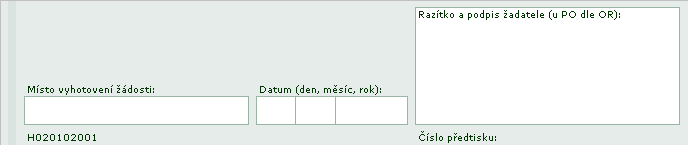 Razítko a podpis žadatele (u PO dle OR):
Místo vyhotovení žádosti:
Datum (den, měsíc, rok):
H020102001
Číslo předtisku: